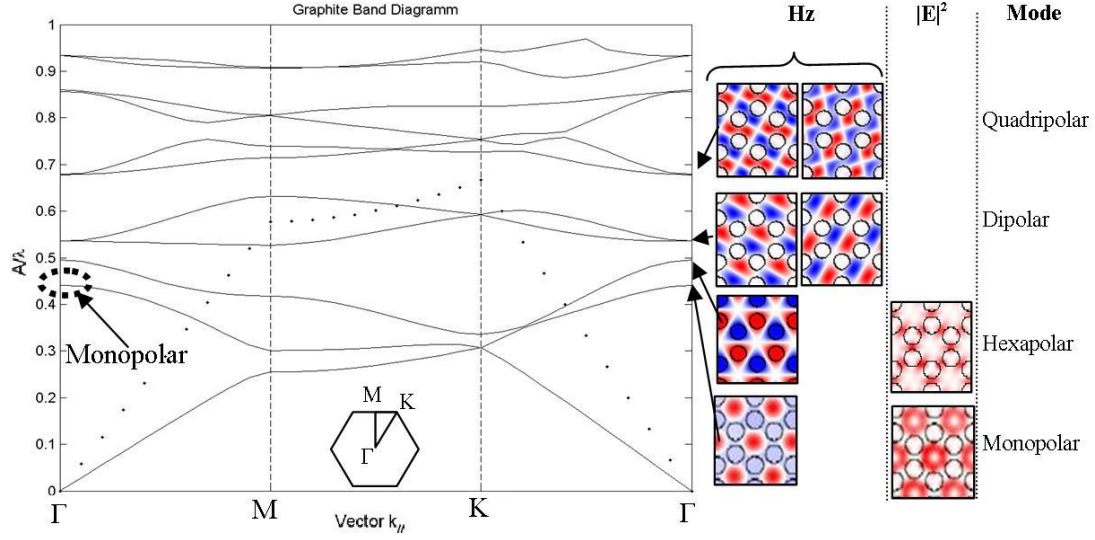 Graphite Band Diagramm
Hz |E|² Mode
1
0.9
0.8
0.7
0.6
0.5
0.4
0.3
0.2
0.1
0
A/λ
Monopolar
M
K
Γ
Γ M K Γ
Vector k//
Quadripolar
Dipolar
Hexapolar
Monopolar